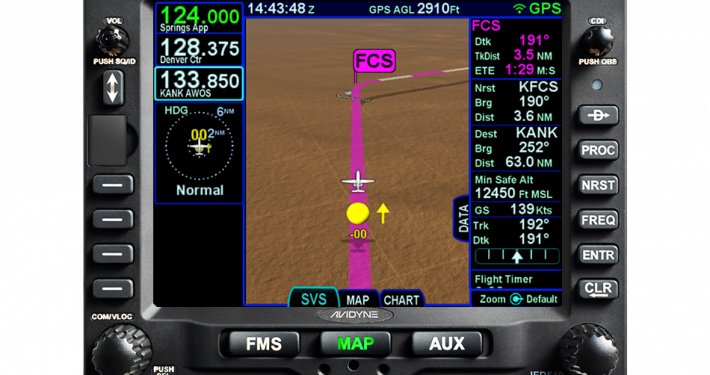 VOL
PUSH SQ/ID
124.000
Springs App
128.375
Denver Ctr
133.850
KANK AWOS
HDG
6NM
00
2NM
Normal
14:43:48 Z
GPS AGL 2910Ft
GPS
FCS
-00
SVS
MAP
CHART
DATA
FCS
Dtk 191°
TkDist 3.5 NM
ETE 1:29 M:S
Nrst KFCS
Brg 190°
Dist 3.6 NM
Dest KANK
Brg 252°
Dist 63.0 NM
Min Safe Alt
12450 Ft MSL
GS 139 Kts
Trk 192°
Dtk 191°
Flight Timer
Zoom Default
CDI
PUSH OBS
D
PROC
NRST
FREQ
ENTR
CLR
AVIDYNE
COM/VLOC
PUSH
FMS
MAP
AUX